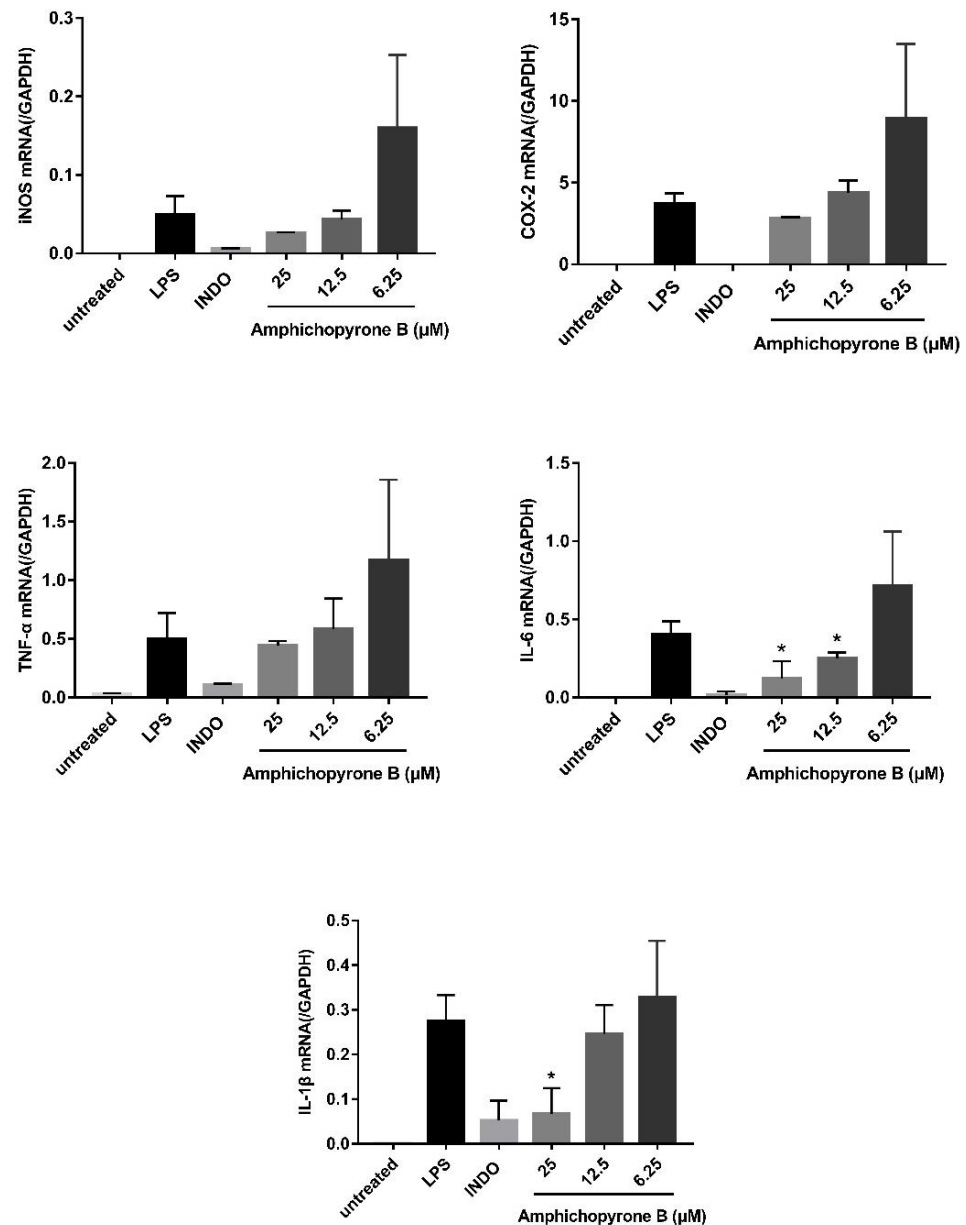 iNOS mRNA(/GAPDH)
0.3
0.2
0.1
0.0
untreated
LPS
INDO
25
12.5
6.25
Amphichopyrone B (µM)
COX-2 mRNA(/GAPDH)
15
10
5
0
untreated
LPS
INDO
25
12.5
6.25
Amphichopyrone B (µM)
TNF-α mRNA(/GAPDH)
2.0
1.5
1.0
0.5
0.0
untreated
LPS
INDO
25
12.5
6.25
Amphichopyrone B (µM)
IL-6 mRNA(/GAPDH)
1.5
1.0
0.5
0.0
*
*
untreated
LPS
INDO
25
12.5
6.25
Amphichopyrone B (µM)
IL-1β mRNA(/GAPDH)
0.5
0.4
0.3
0.2
0.1
0.0
*
untreated
LPS
INDO
25
12.5
6.25
Amphichopyrone B (µM)